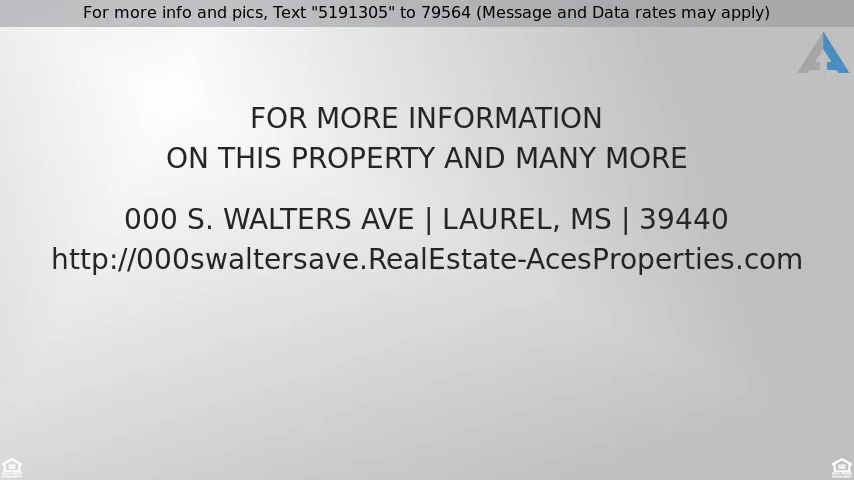 For more info and pics, Text "5191305" to 79564 (Message and Data rates may apply)
FOR MORE INFORMATION
ON THIS PROPERTY AND MANY MORE
000 S. WALTERS AVE | LAUREL, MS | 39440
http://000swaltersave.RealEstate-AcesProperties.com